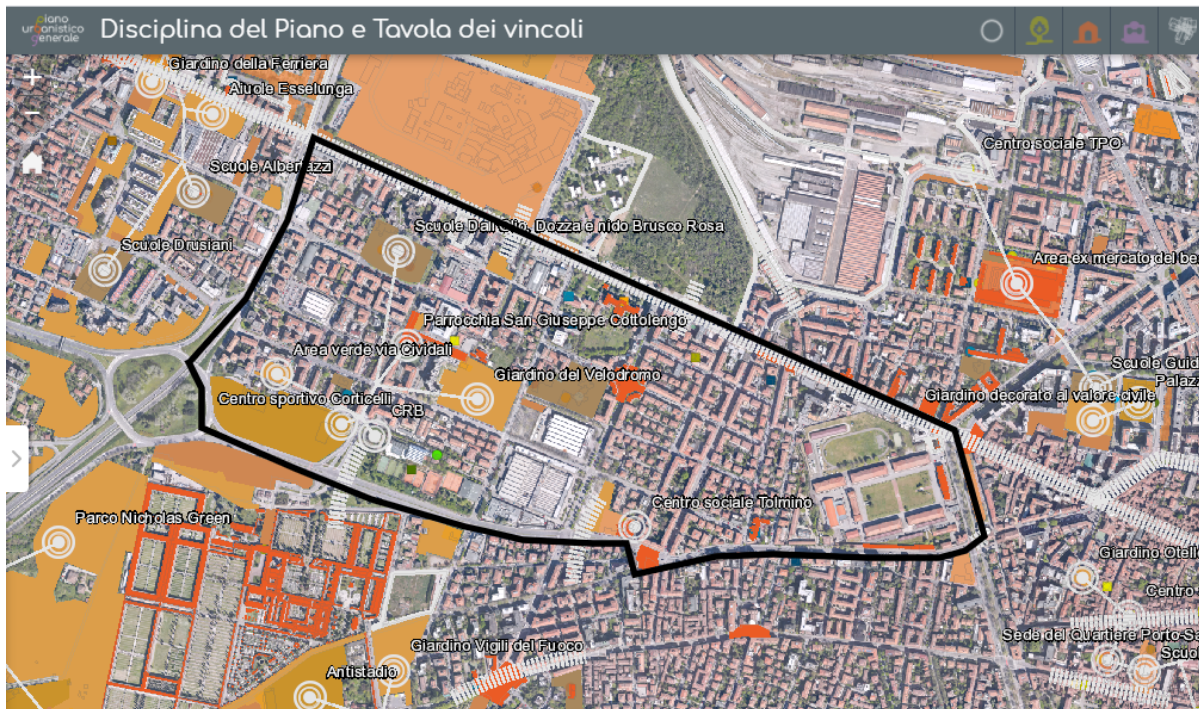 piano
urbanistico
generale
Disciplina del Piano e Tavola dei vincoli
+
Giardino della Ferriera
Aiuole Esselunga
Centro sociale TPO
Scuole Albertazzi
Scuole Dall'Olio, Dozza e nido Brusco Rosa
Scuole Drusiani
Area ex mercato del be
Parrocchia San Giuseppe Cottolengo
Area verde via Cividali
Scuole Guid
Giardino del Velodromo
Palaz
Giardino decorato al valore civile
Centro sportivo Corticelli
CRB
Centro sociale Tolmino
Parco Nicholas Green
Giardino Otell
Centro
Sede del Quartiere Porto-Sa
Giardino Vigili del Fuoco
Scuol
Antistadio